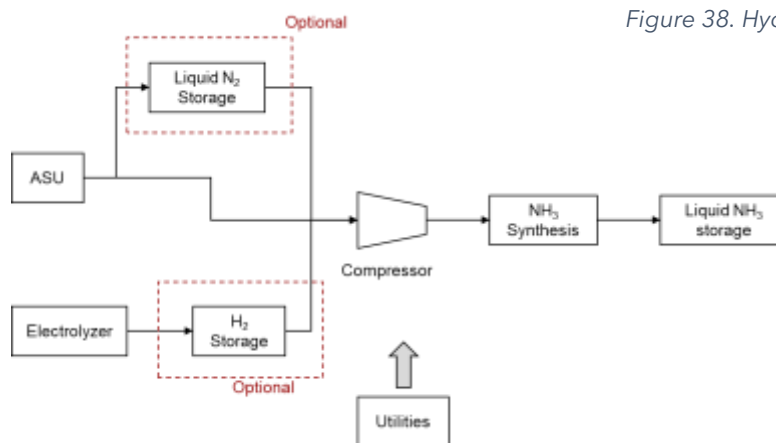 Figure 38. Hyd
Optional
Liquid N₂
Storage
ASU
NH₃
Synthesis
Liquid NH₃
storage
Compressor
Electrolyzer
H₂
Storage
Optional
Utilities